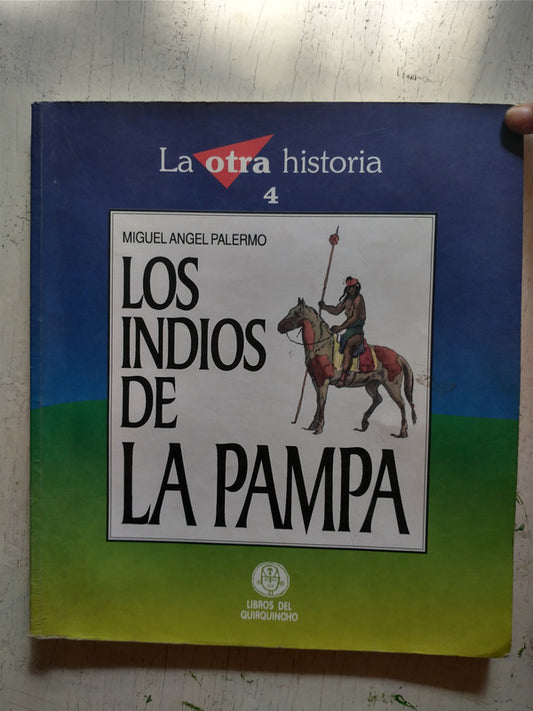 La otra historia
4
MIGUEL ANGEL PALERMO
LOS
INDIOS
DE
LA PAMPA
LIBROS DEL
QUIRQUINCHO